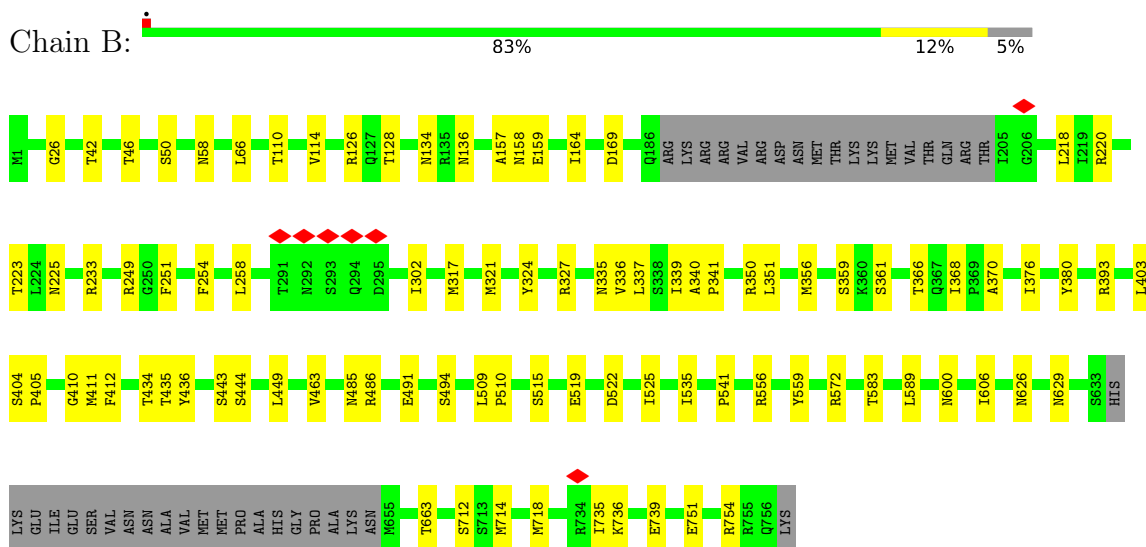 Chain B:
83% 12% 5%
M1 G26 T42 T46 S50 N58 L66 T110 V114 R126 Q127 T128 N134 R135 N136 A157 N158 E159 I164 D169 Q186 ARG LYS ARG ARG VAL ARG ASP ASN MET THR LYS LYS MET VAL THR GLN ARG THR I205 G206 L218 I219 R220
T223 L224 N225 R233 R249 G250 F251 F254 L258 T291 N292 S293 Q294 D295 I302 M317 M321 Y324 R327 N335 V336 L337 S338 I339 A340 P341 R350 L351 M356 S359 K360 S361 T366 Q367 I368 P369 A370 I376 Y380 R393 L403
S404 P405 G410 M411 F412 T434 T435 Y436 S443 S444 L449 V463 N485 R486 E491 S494 L509 P510 S515 E519 D522 I525 I535 P541 R556 Y559 R572 T583 L589 N600 I606 N626 N629 S633 HIS
LYS GLU ILE GLU SER VAL ASN ASN ALA VAL MET MET PRO ALA HIS GLY PRO ALA LYS ASN M655 T663 S712 S713 M714 M718 R734 I735 K736 E739 E751 R754 R755 Q756 LYS